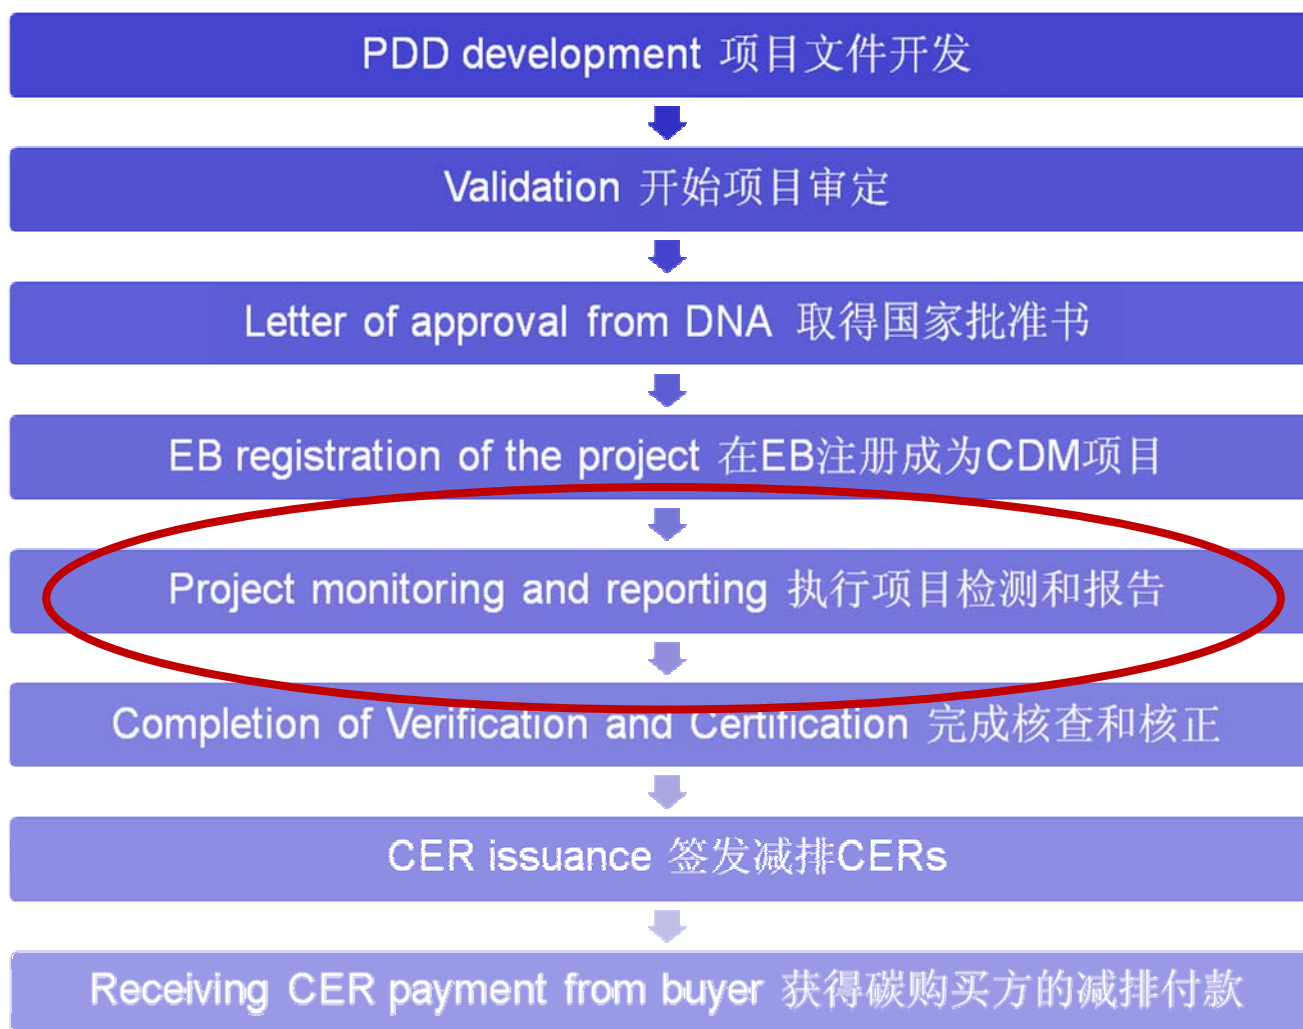 PDD development 项目文件开发
Validation 开始项目审定
Letter of approval from DNA 取得国家批准书
EB registration of the project 在EB注册成为CDM项目
Project monitoring and reporting 执行项目检测和报告
Completion of Verification and Certification 完成核查和核正
CER issuance 签发减排CERs
Receiving CER payment from buyer 获得碳购买方的减排付款